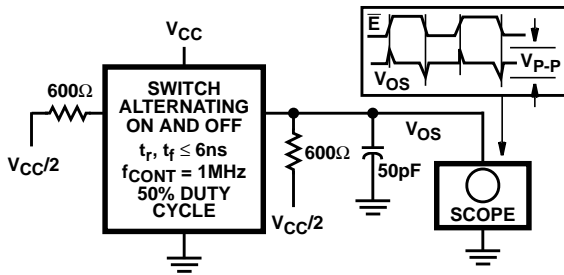 E
V_OS
V_P-P
V_CC
SWITCH
ALTERNATING
ON AND OFF
t_r, t_f ≤ 6ns
f_CONT = 1MHz
50% DUTY
CYCLE
600Ω
V_CC/2
600Ω
V_CC/2
50pF
V_OS
SCOPE